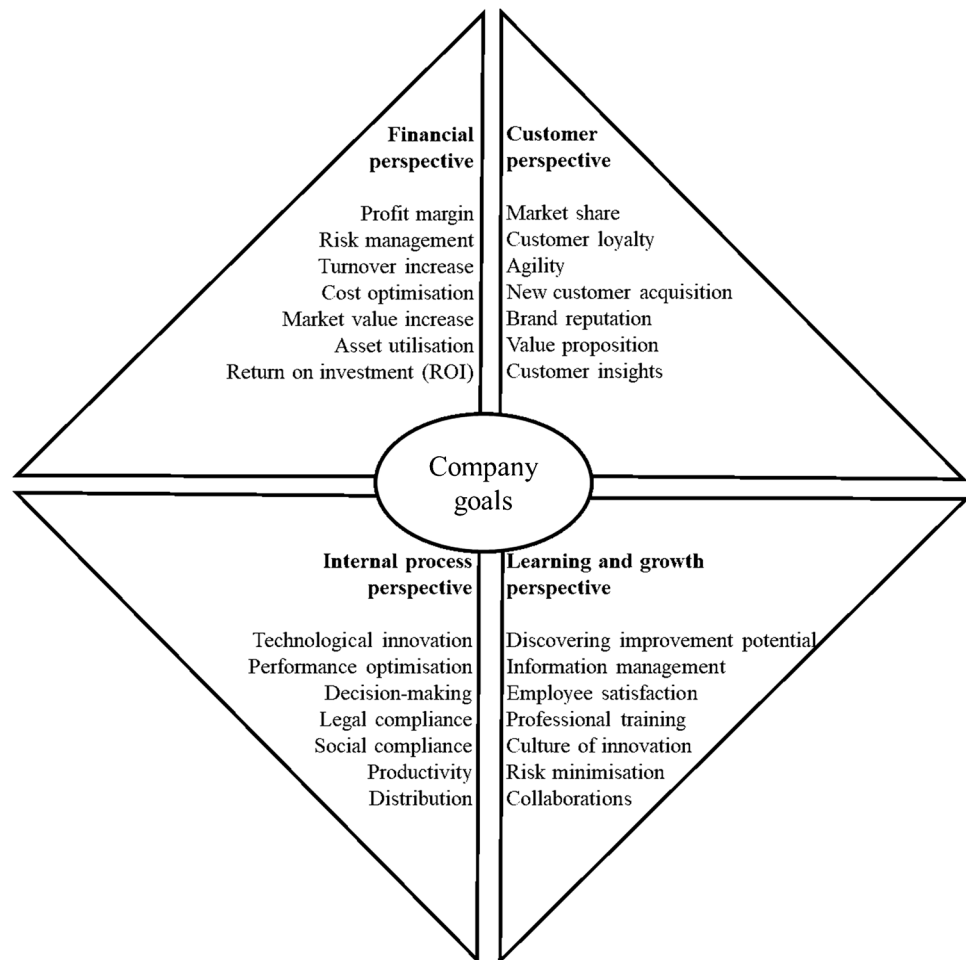 Financial
perspective
Profit margin
Risk management
Turnover increase
Cost optimisation
Market value increase
Asset utilisation
Return on investment (ROI)
Customer
perspective
Market share
Customer loyalty
Agility
New customer acquisition
Brand reputation
Value proposition
Customer insights
Company
goals
Internal process
perspective
Technological innovation
Performance optimisation
Decision-making
Legal compliance
Social compliance
Productivity
Distribution
Learning and growth
perspective
Discovering improvement potential
Information management
Employee satisfaction
Professional training
Culture of innovation
Risk minimisation
Collaborations